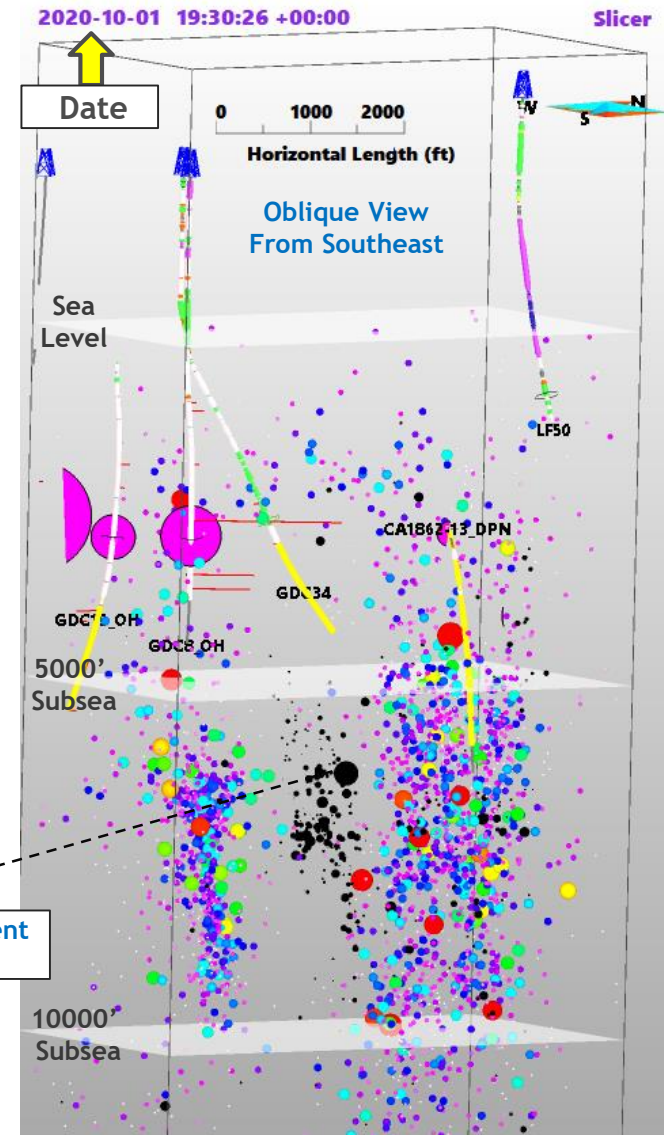 2020-10-01 19:30:26 +00:00
Slicer
Date
0 1000 2000
Horizontal Length (ft)
W
N
S
Oblique View
From Southeast
Sea
Level
LF50
CA1862-13_DPN
GDC34
GDC8_OH
5000'
Subsea
ent
10000'
Subsea